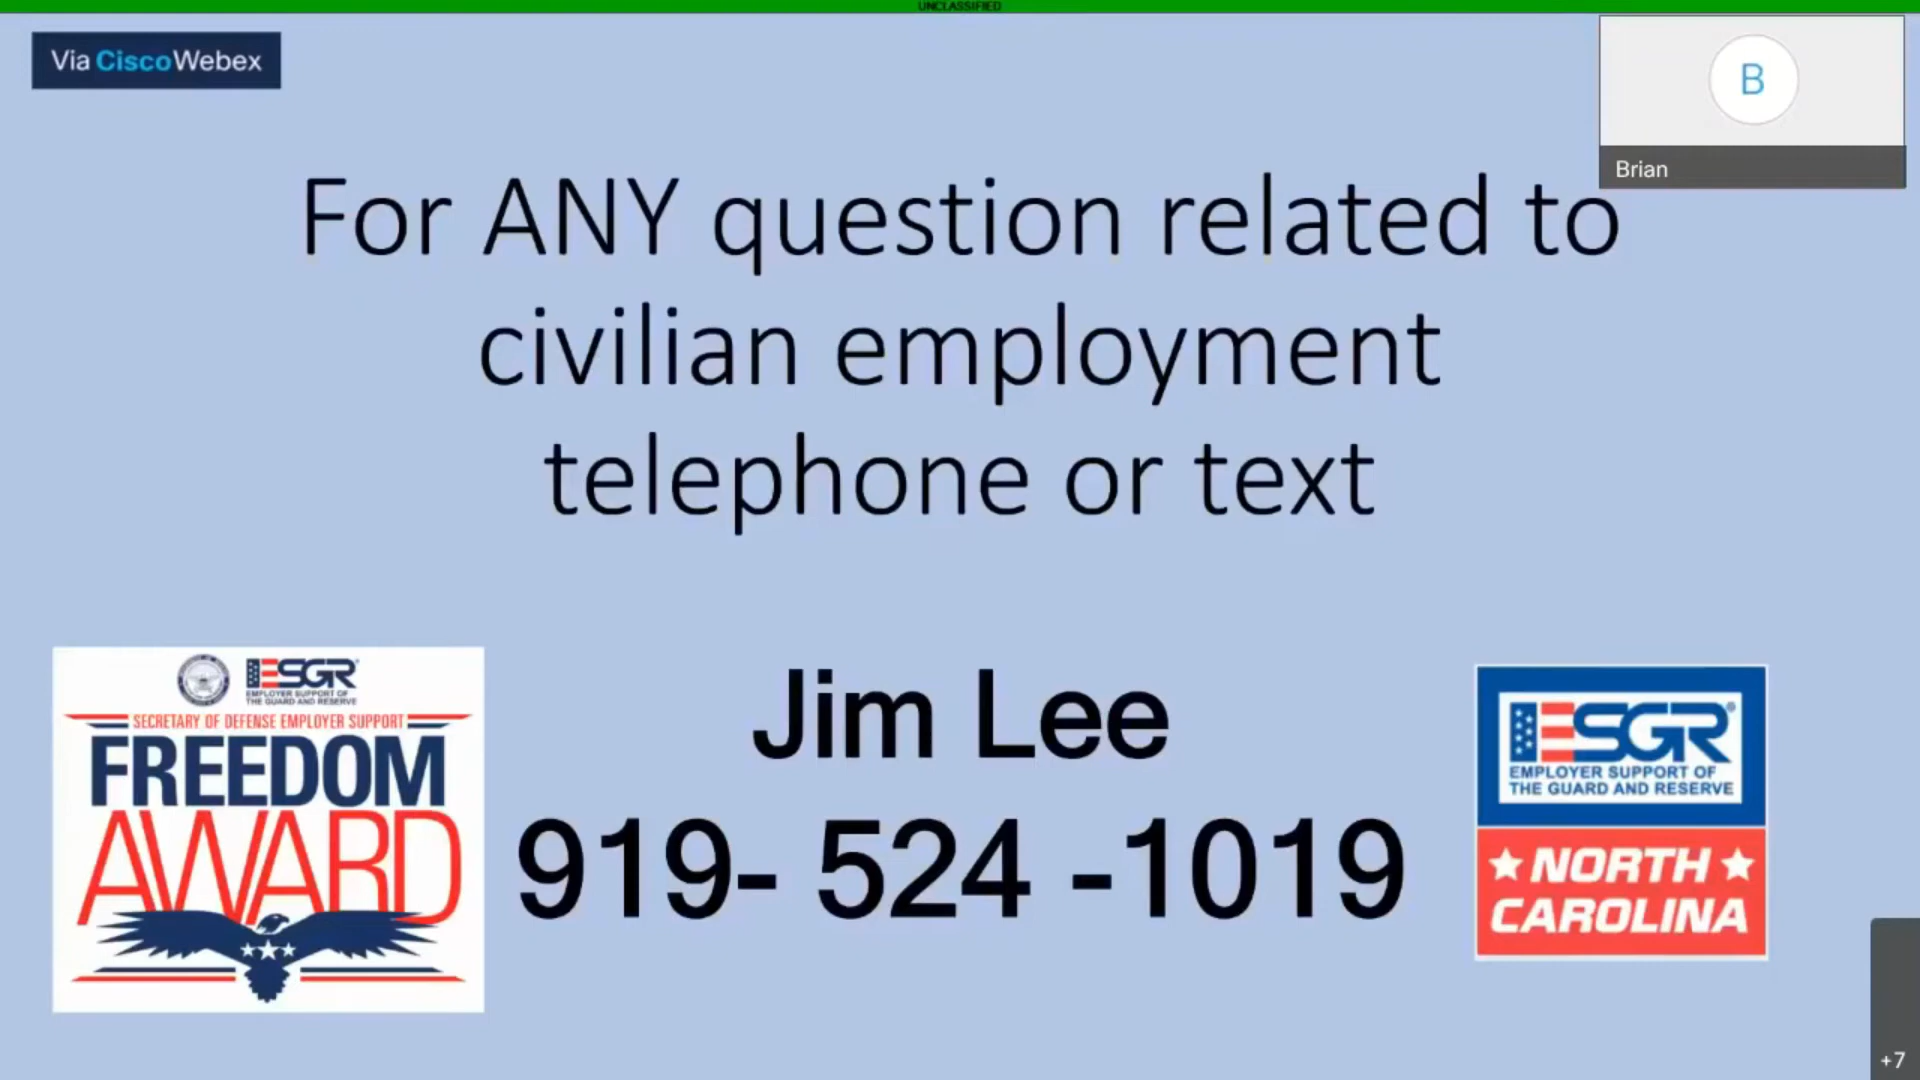 UNCLASSIFIED
Via CiscoWebex
B
Brian
For ANY question related to
civilian employment
telephone or text
Jim Lee
919- 524 -1019
ESGR
EMPLOYER SUPPORT OF
THE GUARD AND RESERVE
SECRETARY OF DEFENSE EMPLOYER SUPPORT
FREEDOM
AWARD
ESGR®
EMPLOYER SUPPORT OF
THE GUARD AND RESERVE
NORTH
CAROLINA
+7